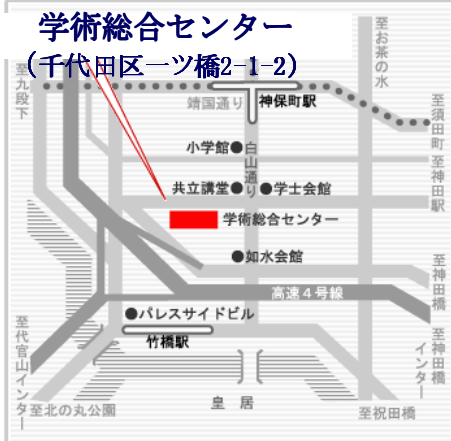 学術総合センター
（千代田区一ツ橋2-1-2）
至お茶の水
至九段下
靖国通り
神保町駅
至須田町
小学館●
白山通り
至神田駅
共立講堂●
●学士会館
学術総合センター
●如水会館
至神田橋
高速４号線
●パレスサイドビル
竹橋駅
至代官山インター
至神田橋インター
皇居
至北の丸公園
至祝田橋